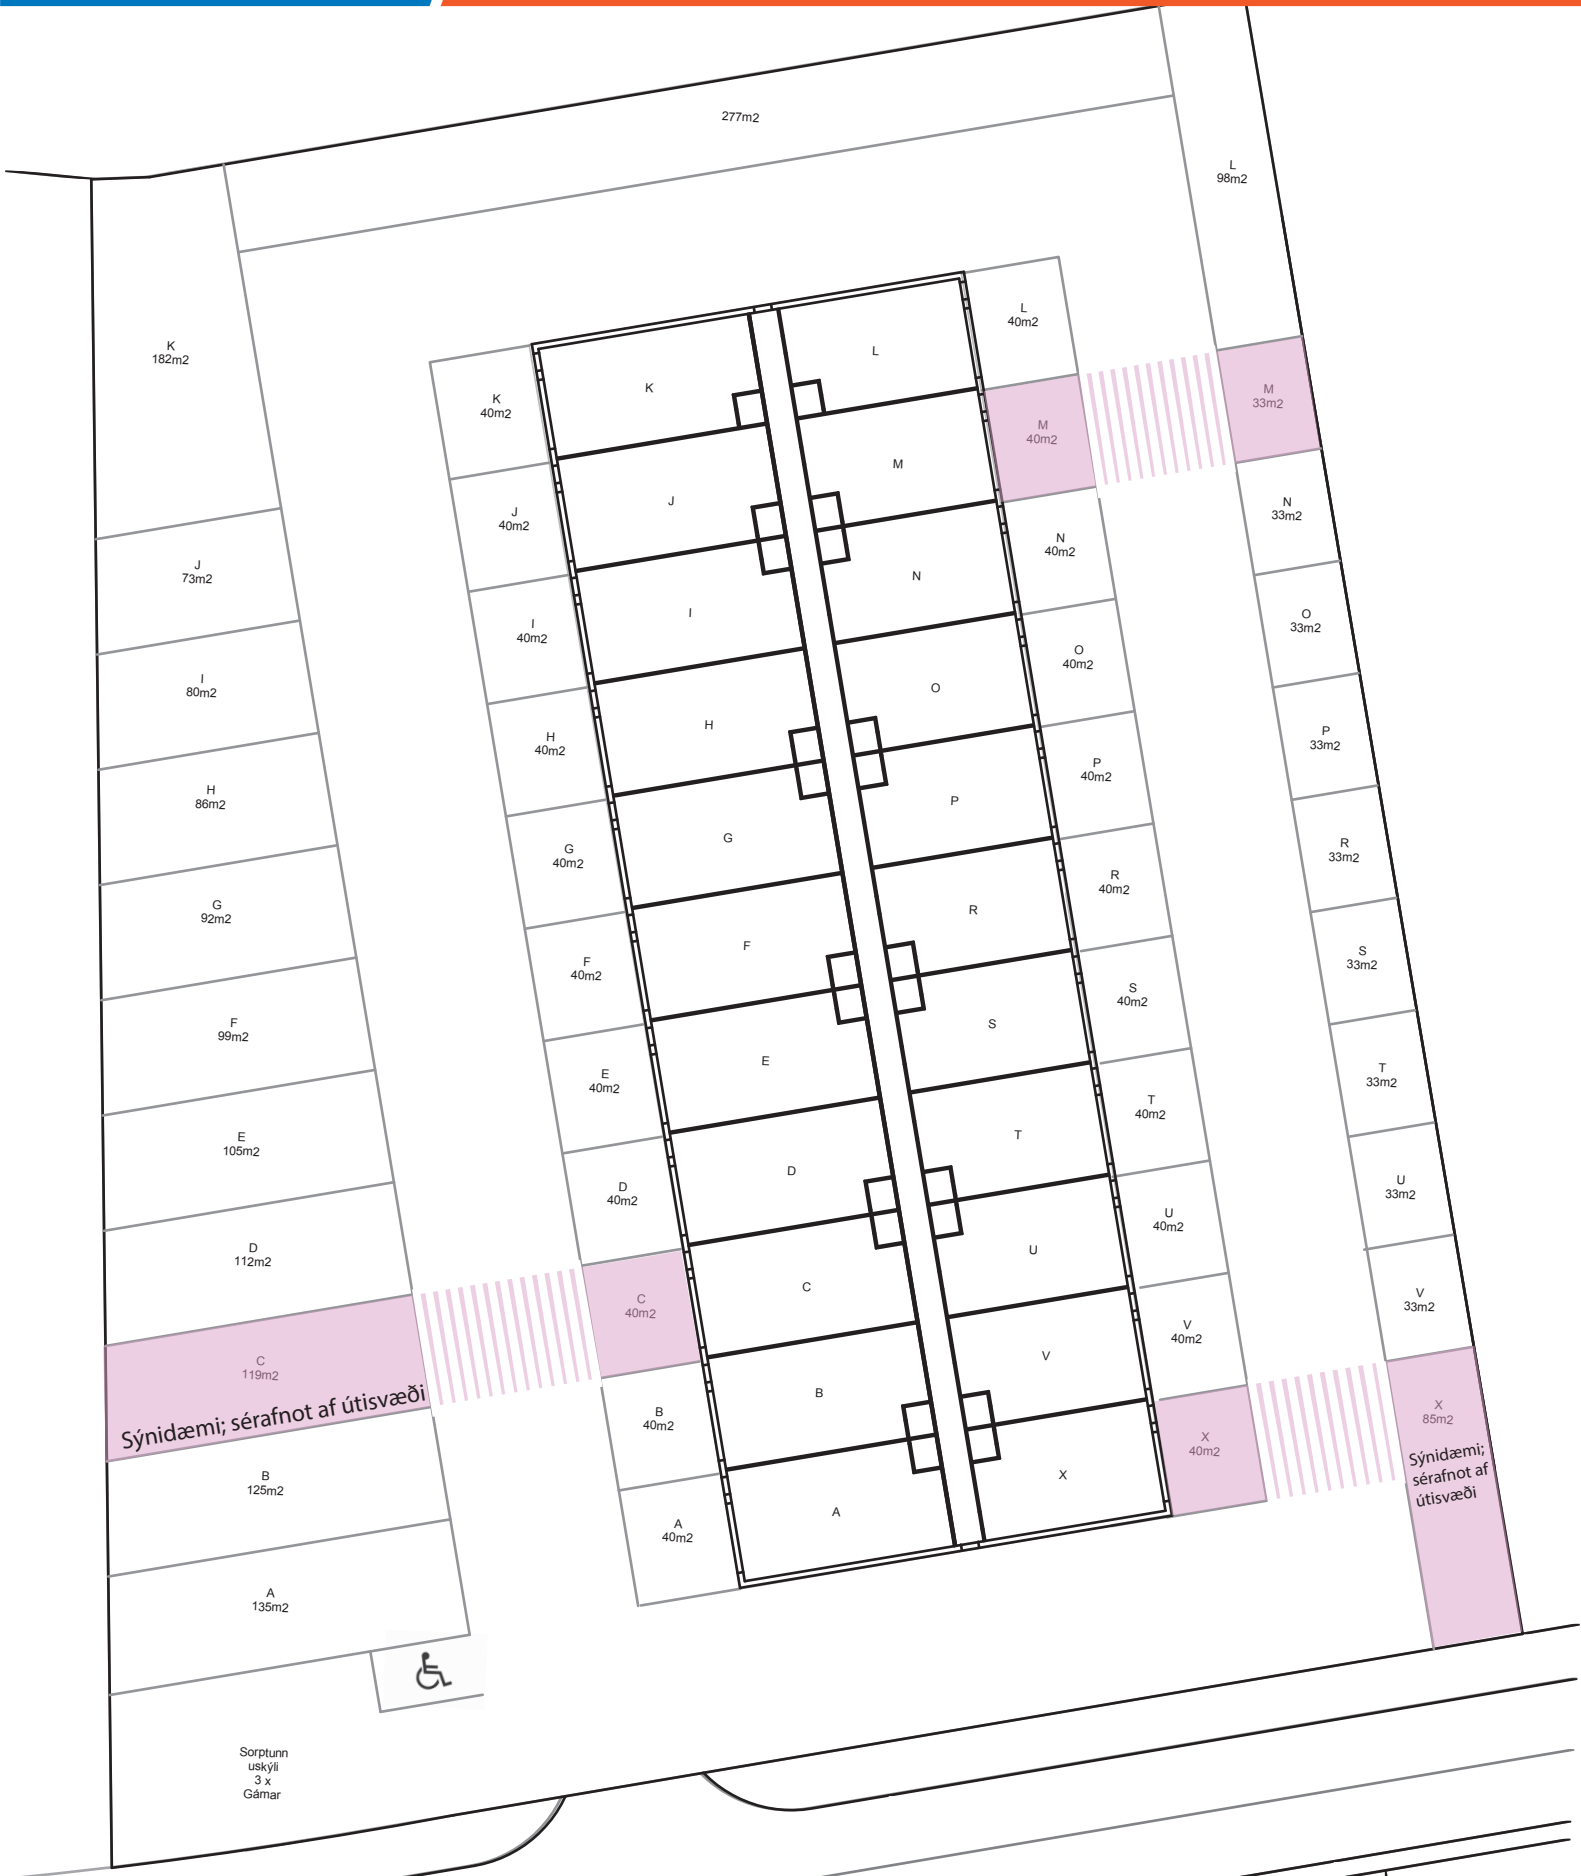 277m2
L
98m2
K
182m2
J
73m2
I
80m2
H
86m2
G
92m2
F
99m2
E
105m2
D
112m2
C
119m2
Sýnidæmi; sérafnot af útisvæði
B
125m2
A
135m2
Sorptunn
uskýli
3 x
Gámar
K
40m2
J
40m2
I
40m2
H
40m2
G
40m2
F
40m2
E
40m2
D
40m2
C
40m2
B
40m2
A
40m2
K
J
I
H
G
F
E
D
C
B
A
L
M
N
O
P
R
S
T
U
V
X
L
40m2
M
40m2
N
40m2
O
40m2
P
40m2
R
40m2
S
40m2
T
40m2
U
40m2
V
40m2
X
40m2
M
33m2
N
33m2
O
33m2
P
33m2
R
33m2
S
33m2
T
33m2
U
33m2
V
33m2
X
85m2
Sýnidæmi;
sérafnot af
útisvæði